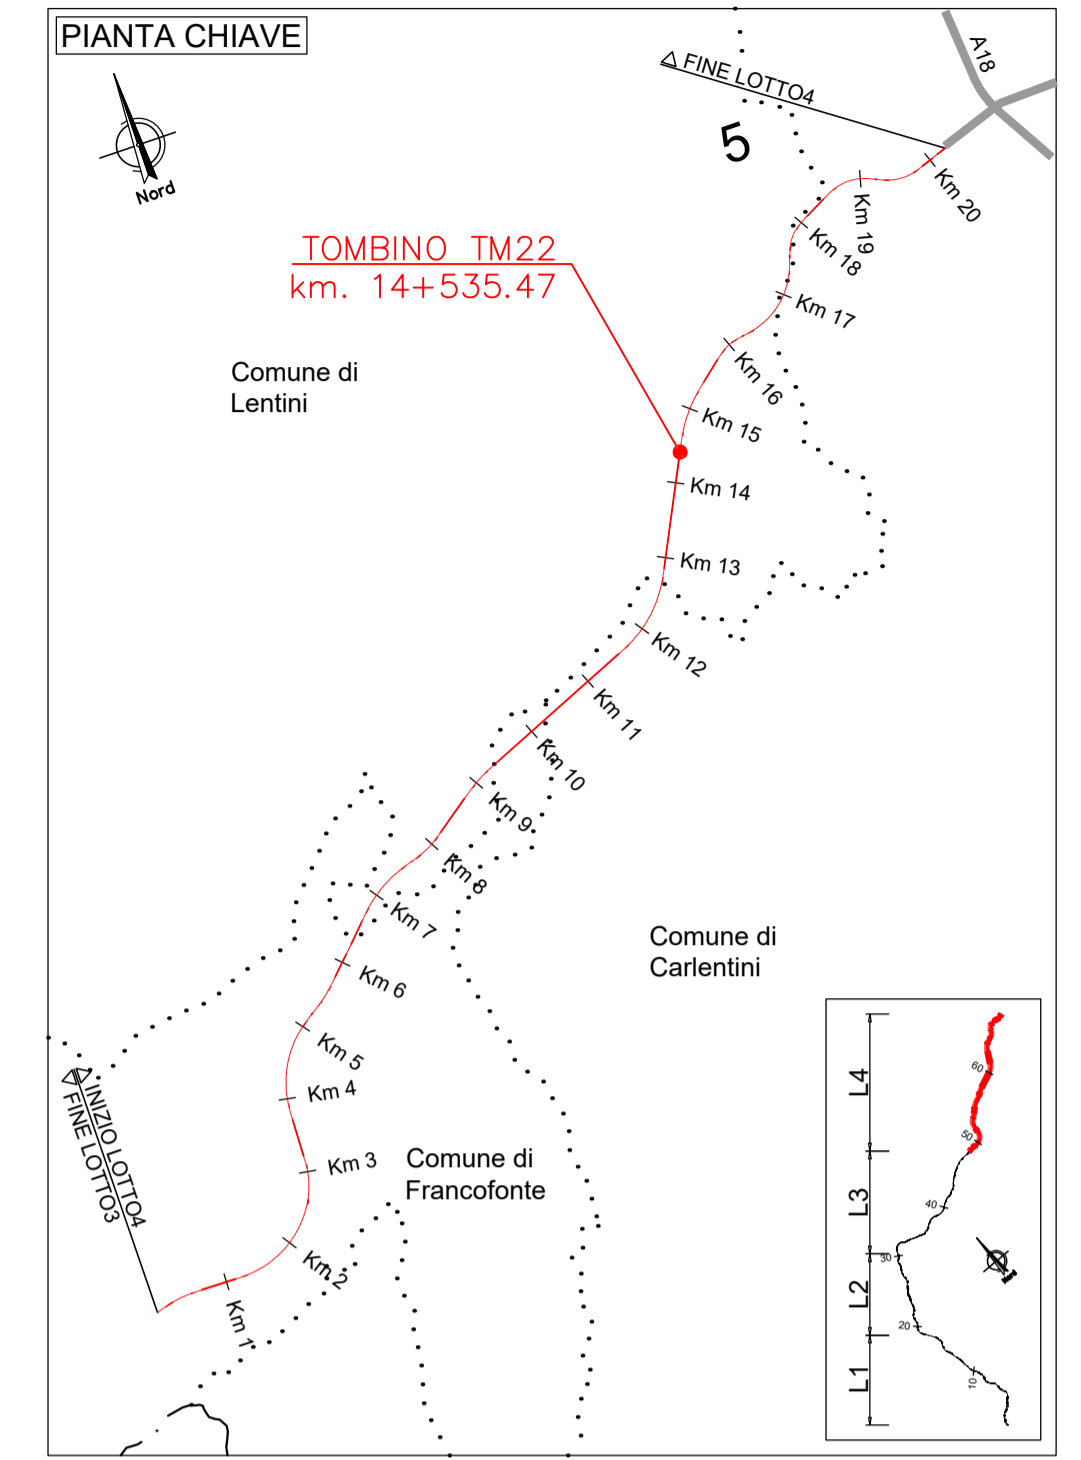 PIANTA CHIAVE
Nord
FINE LOTTO4
A18
5
Km 20
Km 19
Km 18
TOMBINO TM22
km. 14+535.47
Km 17
Comune di
Lentini
Km 16
Km 15
Km 14
Km 13
Km 12
Km 11
Km 10
Km 9
Km 8
Km 7
Comune di
Carlentini
Km 6
Km 5
Km 4
INIZIO LOTTO4
FINE LOTTO3
Km 3
Comune di
Francofonte
Km 2
Km 1
L4
60
50
L3
40
30
L2
20
L1
10